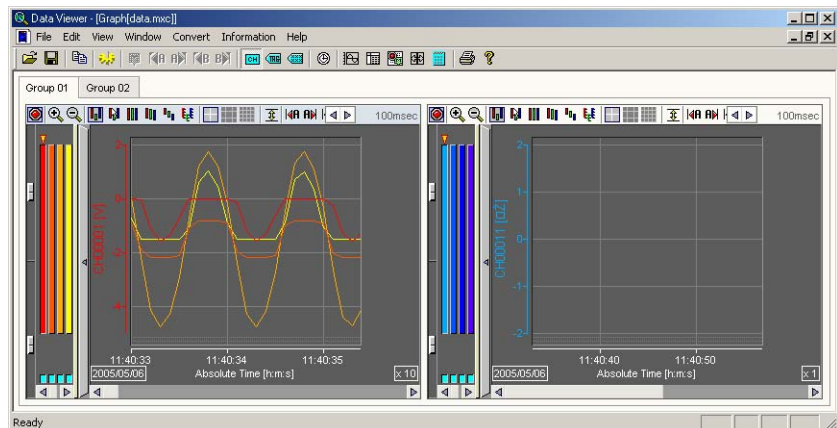 Data Viewer - [Graph[data.mxc]]
File Edit View Window Convert Information Help
Group 01 Group 02
100msec
2
0
-2
-4
CH00001 [V]
11:40:33 11:40:34 11:40:35
2005/05/06 Absolute Time [h:m:s] x 10
100msec
2
1
0
-1
-2
11:40:40 11:40:50
2005/05/06 Absolute Time [h:m:s] x 1
Ready